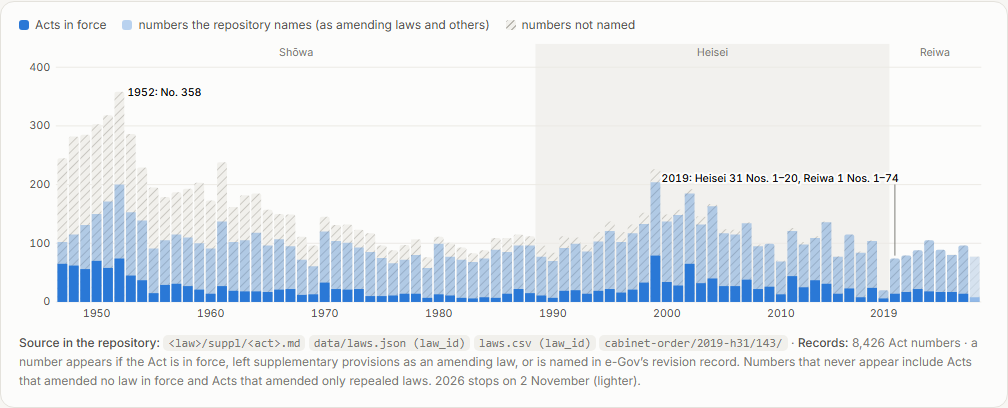 Acts in force numbers the repository names (as amending laws and others) numbers not named
Shōwa Heisei Reiwa
400
1952: No. 358
300
200
2019: Heisei 31 Nos. 1–20, Reiwa 1 Nos. 1–74
100
0
1950 1960 1970 1980 1990 2000 2010 2019
Source in the repository: <law>/suppl/<act>.md data/laws.json (law_id) laws.csv (law_id) cabinet-order/2019-h31/143/ · Records: 8,426 Act numbers · a
number appears if the Act is in force, left supplementary provisions as an amending law, or is named in e-Gov's revision record. Numbers that never appear include Acts
that amended no law in force and Acts that amended only repealed laws. 2026 stops on 2 November (lighter).